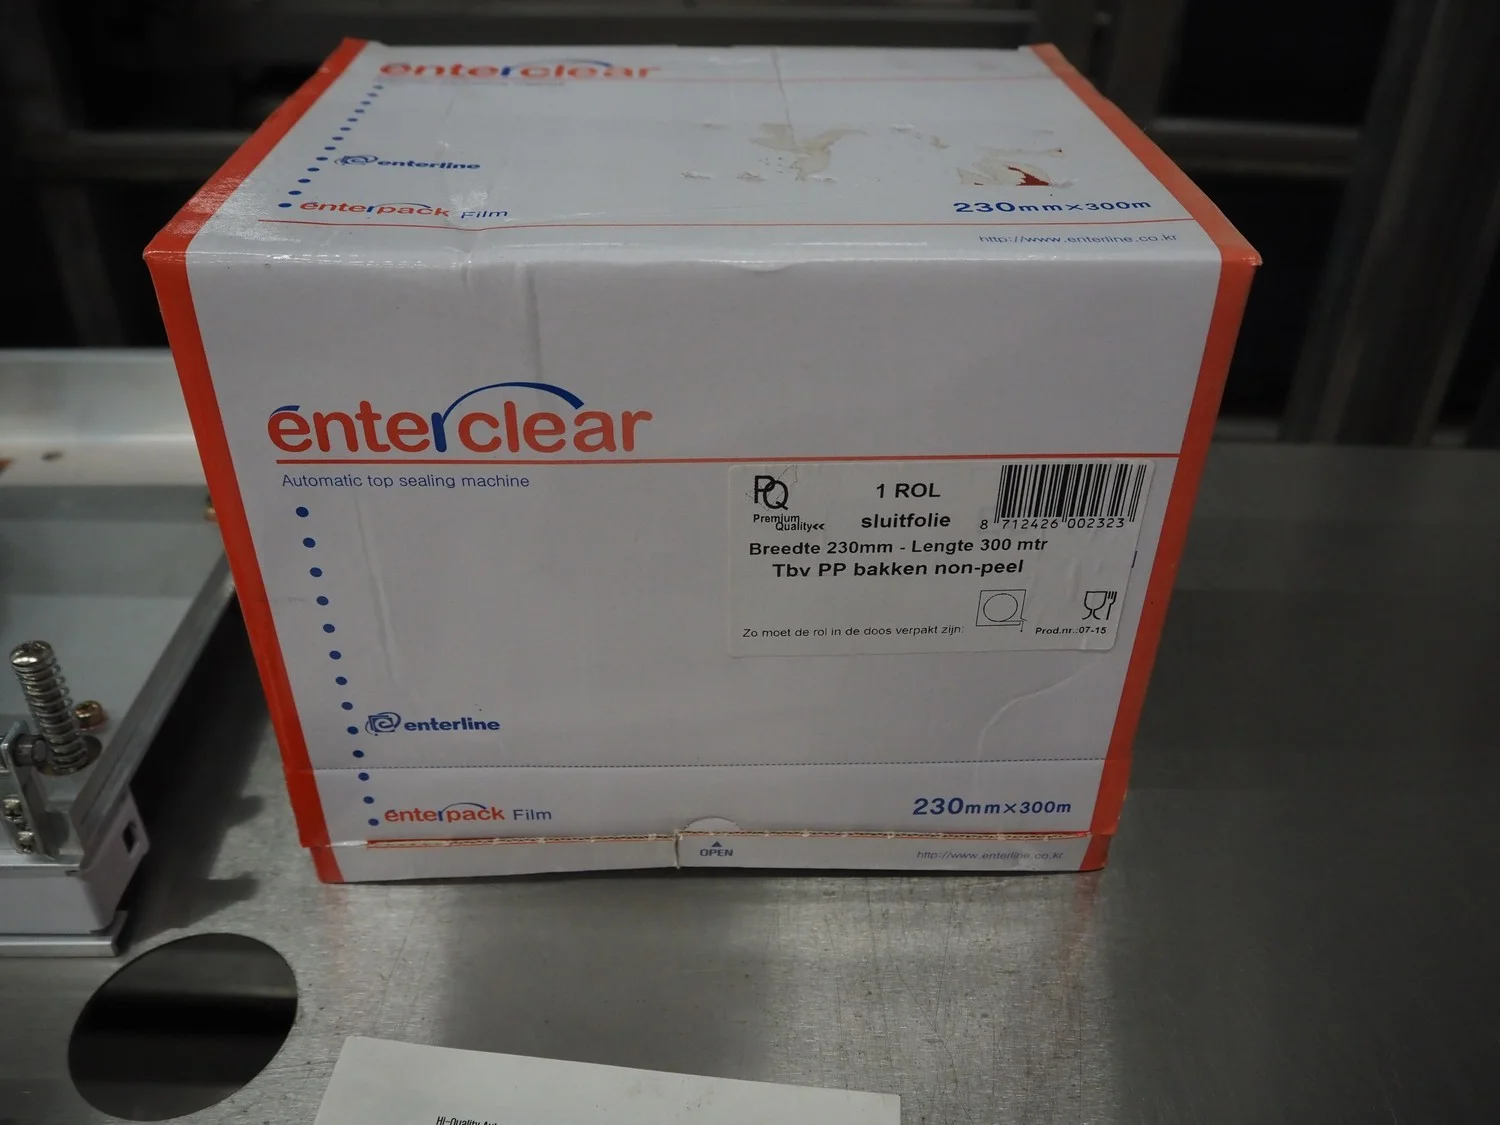 enterclear
enterline
enterpack Film
230mm×300m
http://www.enterline.co.kr
enterclear
Automatic top sealing machine
PQ
Premium
Quality<<
1 ROL
sluitfolie
8 712426 002323
Breedte 230mm - Lengte 300 mtr
Tbv PP bakken non-peel
Zo moet de rol in de doos verpakt zijn:
Prod.nr.:07-15
enterline
enterpack Film
230mm×300m
OPEN
http://www.enterline.co.kr
Hi-Quality